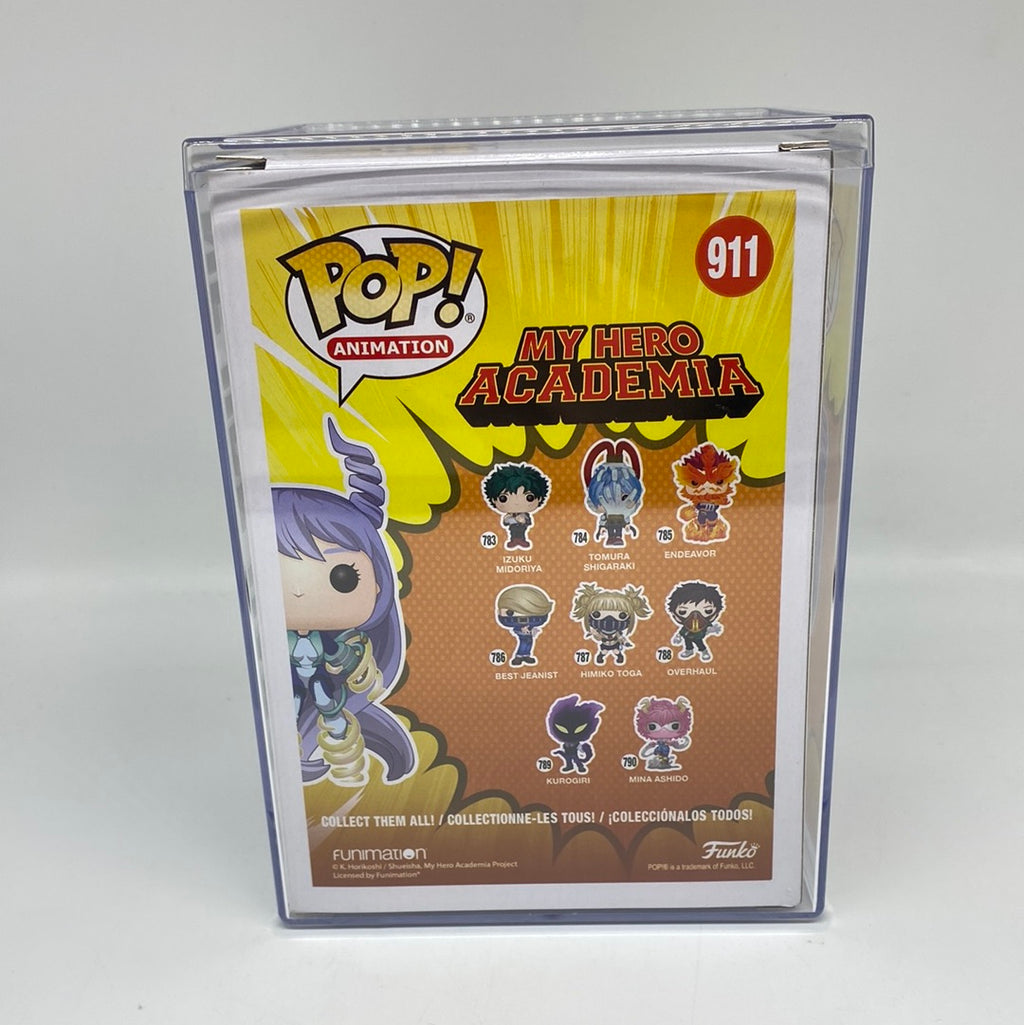 POP!®
ANIMATION
911
MY HERO
ACADEMIA
783
IZUKU
MIDORIYA
784
TOMURA
SHIGARAKI
785
ENDEAVOR
786
BEST JEANIST
787
HIMIKO TOGA
788
OVERHAUL
789
KUROGIRI
790
MINA ASHIDO
COLLECT THEM ALL! / COLLECTIONNE-LES TOUS! / ¡COLECCIÓNALOS TODOS!
FUNIMATION
© K. Horikoshi / Shueisha, My Hero Academia Project
Licensed by Funimation®
Funko
POP!® is a trademark of Funko, LLC.